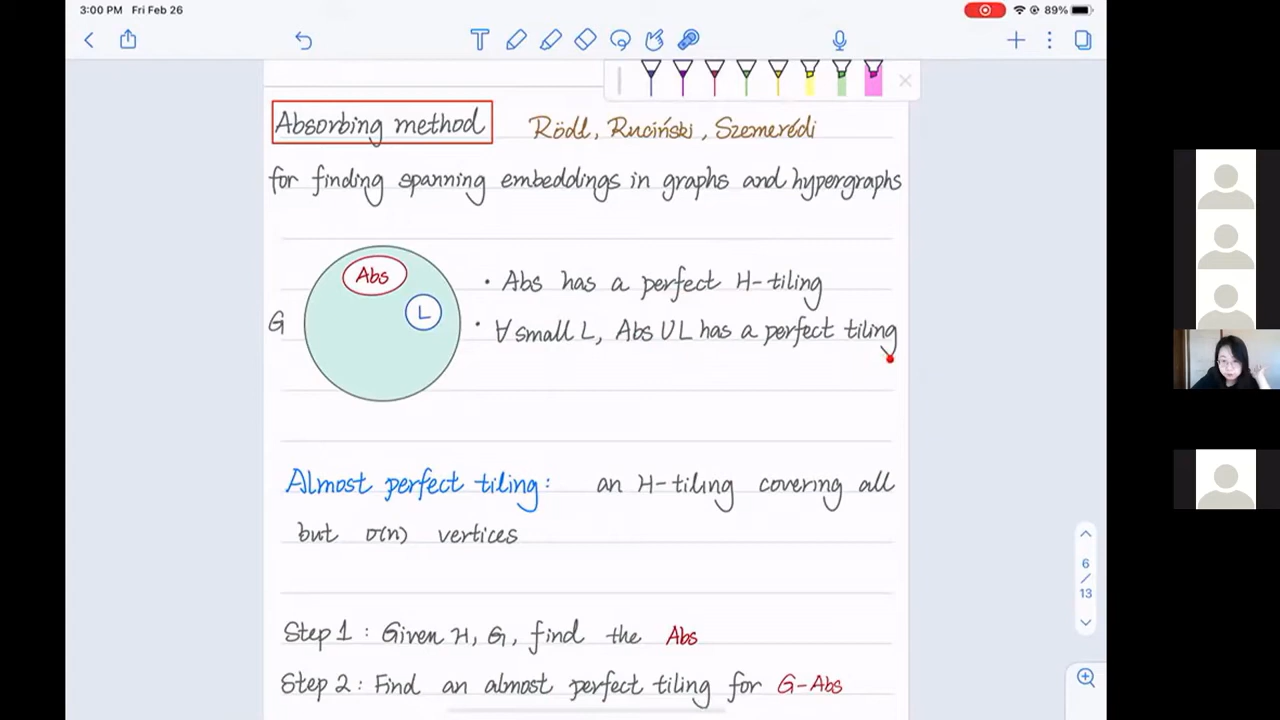 3:00 PM Fri Feb 26
89%
Absorbing method
Rödl, Ruciński, Szemerédi
for finding spanning embeddings in graphs and hypergraphs
Abs
L
G
· Abs has a perfect H-tiling
· ∀ small L, Abs ∪ L has a perfect tiling
Almost perfect tiling: an H-tiling covering all
but o(n) vertices
6
/
13
Step 1 : Given H, G, find the Abs
Step 2: Find an almost perfect tiling for G-Abs